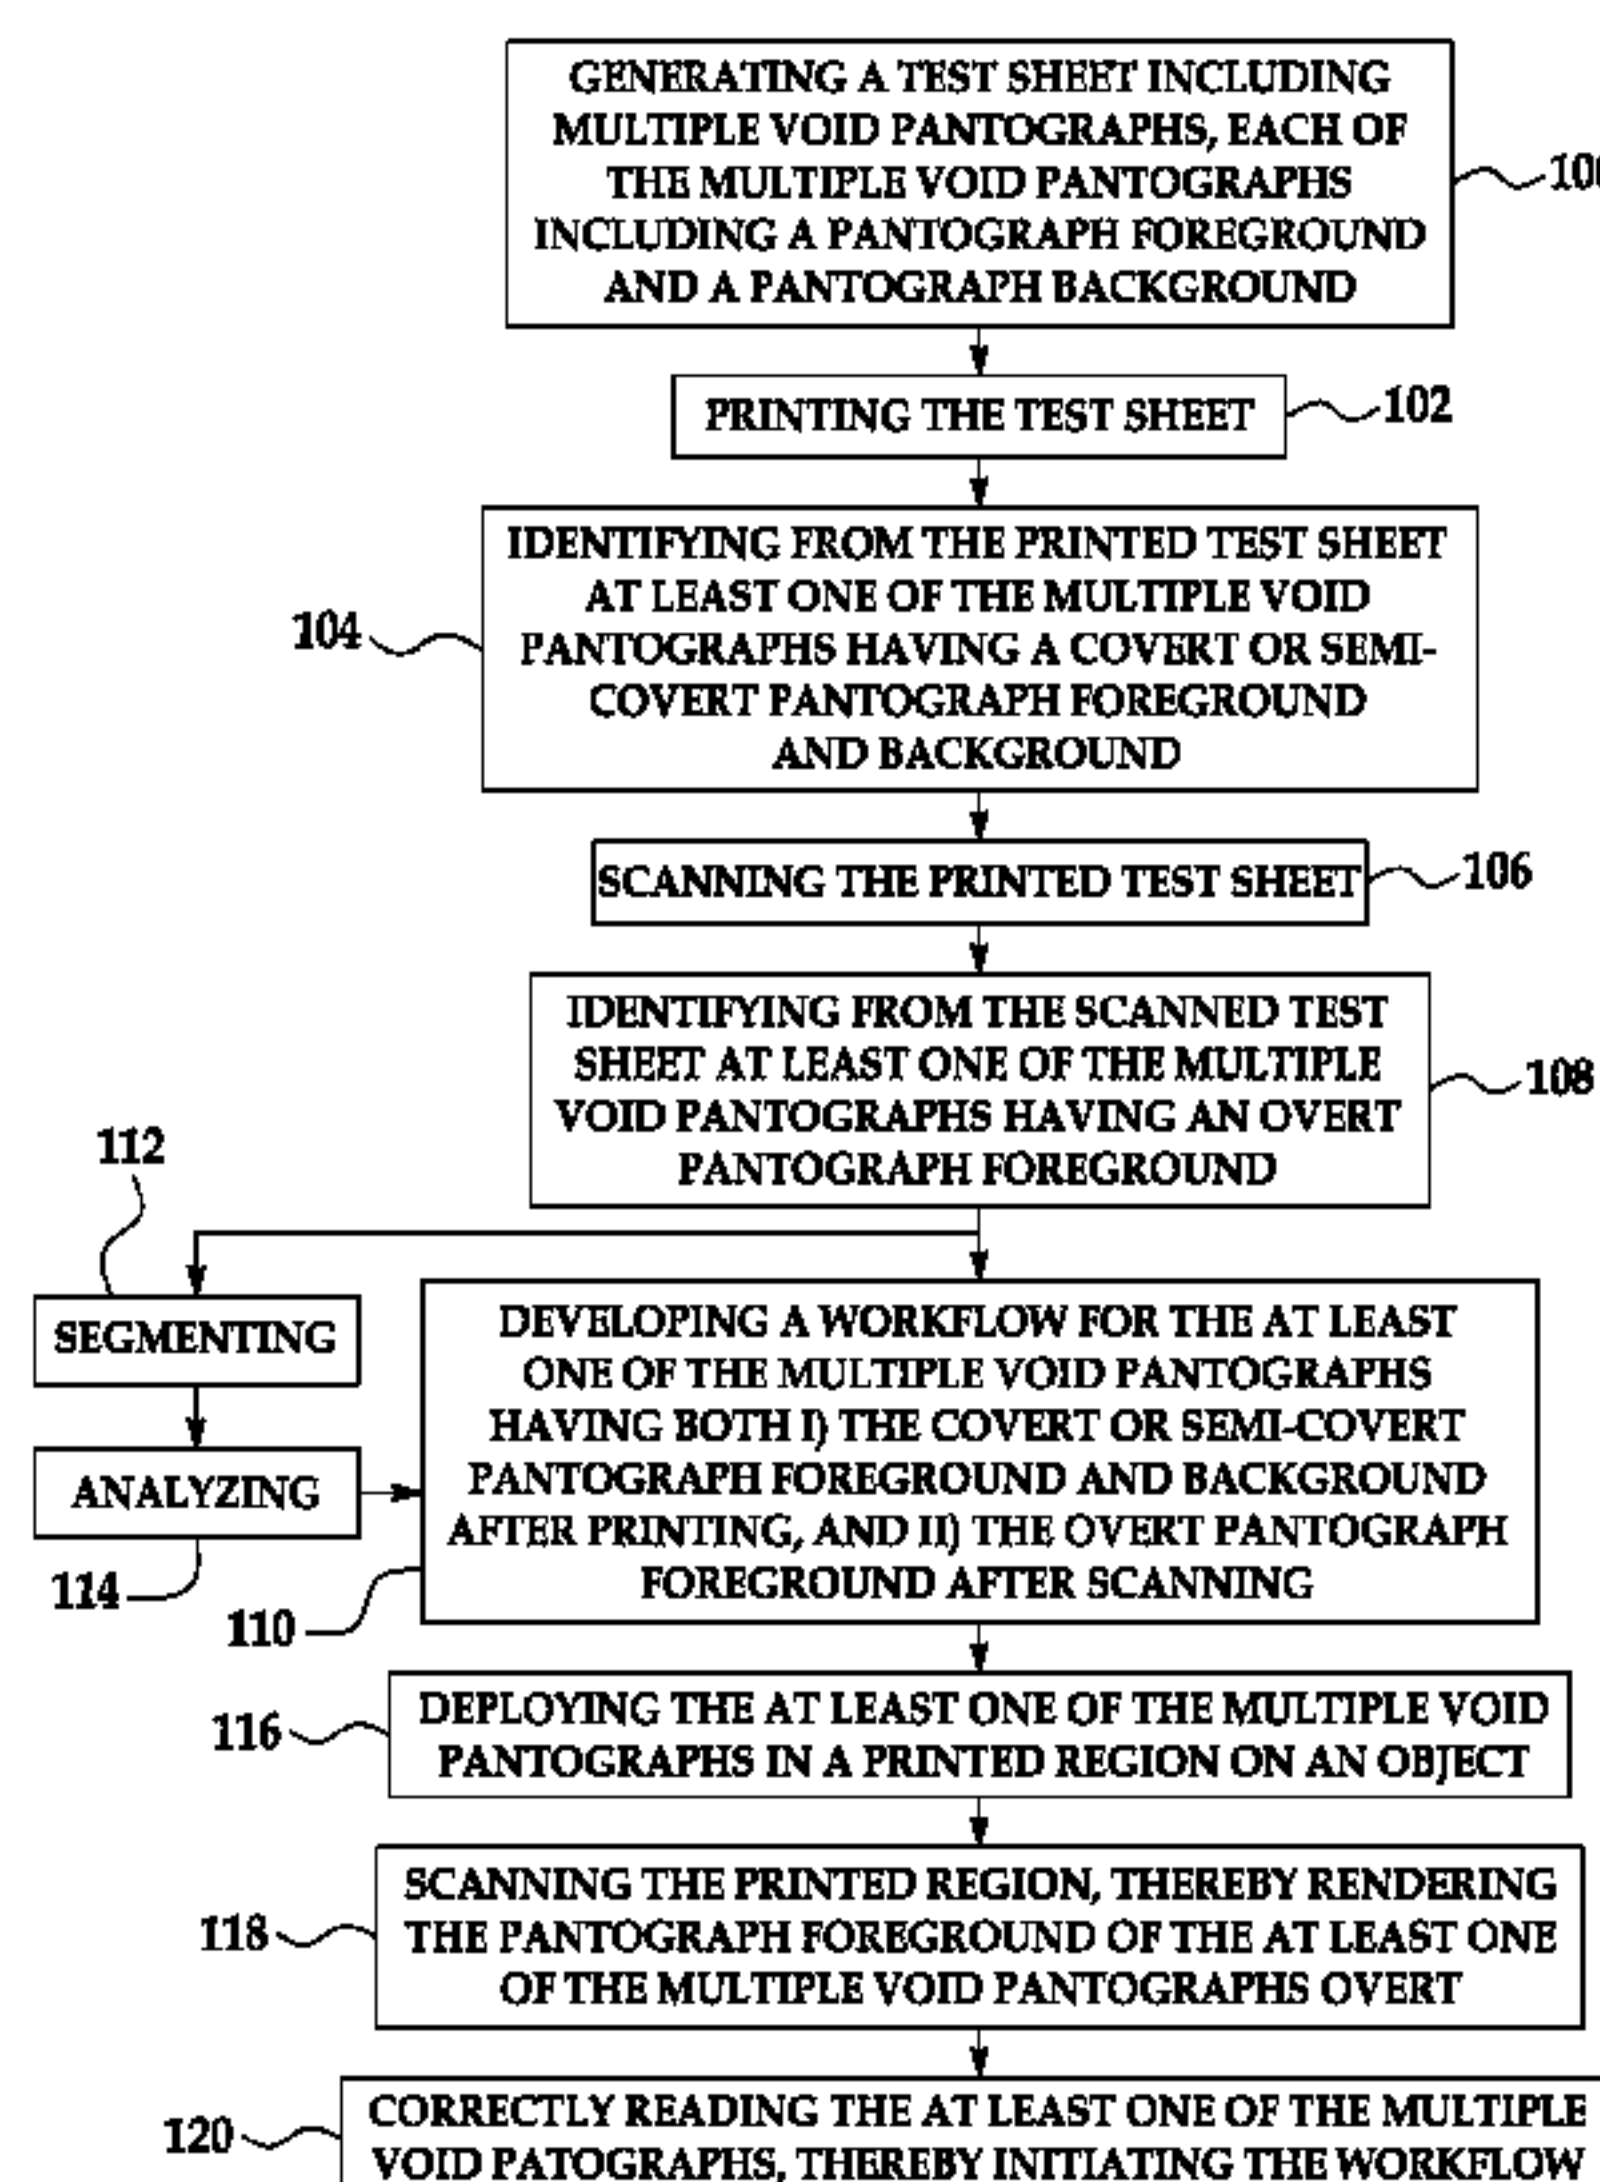 GENERATING A TEST SHEET INCLUDING
MULTIPLE VOID PANTOGRAPHS, EACH OF
THE MULTIPLE VOID PANTOGRAPHS
INCLUDING A PANTOGRAPH FOREGROUND
AND A PANTOGRAPH BACKGROUND
PRINTING THE TEST SHEET
102
IDENTIFYING FROM THE PRINTED TEST SHEET
AT LEAST ONE OF THE MULTIPLE VOID
PANTOGRAPHS HAVING A COVERT OR SEMI-
COVERT PANTOGRAPH FOREGROUND
AND BACKGROUND
104
SCANNING THE PRINTED TEST SHEET
106
IDENTIFYING FROM THE SCANNED TEST
SHEET AT LEAST ONE OF THE MULTIPLE
VOID PANTOGRAPHS HAVING AN OVERT
PANTOGRAPH FOREGROUND
108
112
SEGMENTING
ANALYZING
114
DEVELOPING A WORKFLOW FOR THE AT LEAST
ONE OF THE MULTIPLE VOID PANTOGRAPHS
HAVING BOTH I) THE COVERT OR SEMI-COVERT
PANTOGRAPH FOREGROUND AND BACKGROUND
AFTER PRINTING, AND II) THE OVERT PANTOGRAPH
FOREGROUND AFTER SCANNING
110
116
DEPLOYING THE AT LEAST ONE OF THE MULTIPLE VOID
PANTOGRAPHS IN A PRINTED REGION ON AN OBJECT
118
SCANNING THE PRINTED REGION, THEREBY RENDERING
THE PANTOGRAPH FOREGROUND OF THE AT LEAST ONE
OF THE MULTIPLE VOID PANTOGRAPHS OVERT
120
CORRECTLY READING THE AT LEAST ONE OF THE MULTIPLE
VOID PATOGRAPHS, THEREBY INITIATING THE WORKFLOW